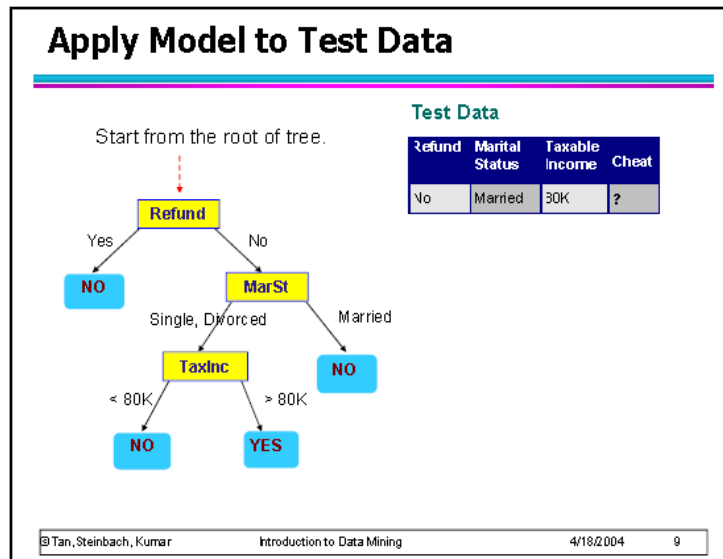 Apply Model to Test Data
Test Data
Start from the root of tree.
Refund Marital Status Taxable Income Cheat
No Married 80K ?
Refund
Yes No
NO
MarSt
Single, Divorced Married
TaxInc
NO
< 80K > 80K
NO
YES
© Tan, Steinbach, Kumar Introduction to Data Mining 4/18/2004 9